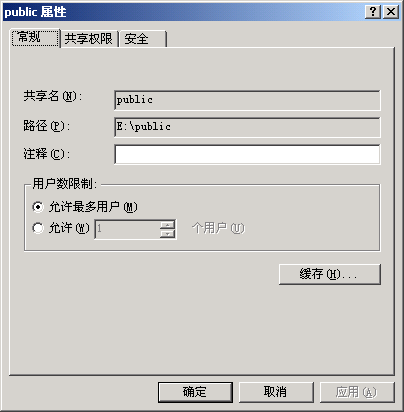 public 属性
常规 共享权限 安全
共享名(N): public
路径(P): E:\public
注释(C):
用户数限制:
允许最多用户(M)
允许(W) 1 个用户(U)
缓存(H)...
确定 取消 应用(A)